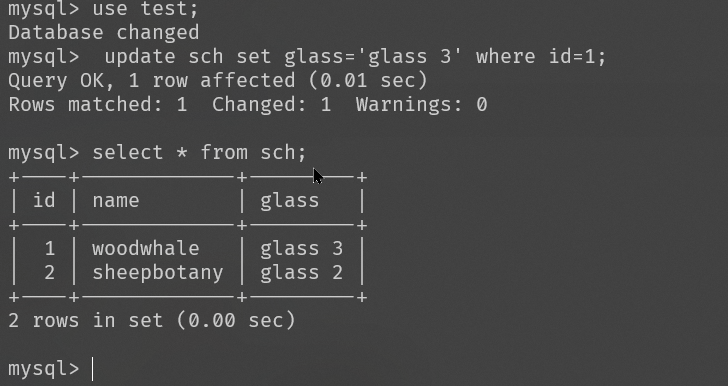 mysql> use test;
Database changed
mysql>  update sch set glass='glass 3' where id=1;
Query OK, 1 row affected (0.01 sec)
Rows matched: 1  Changed: 1  Warnings: 0

mysql> select * from sch;
+----+-------------+---------+
| id | name        | glass   |
+----+-------------+---------+
|  1 | woodwhale   | glass 3 |
|  2 | sheepbotany | glass 2 |
+----+-------------+---------+
2 rows in set (0.00 sec)

mysql>